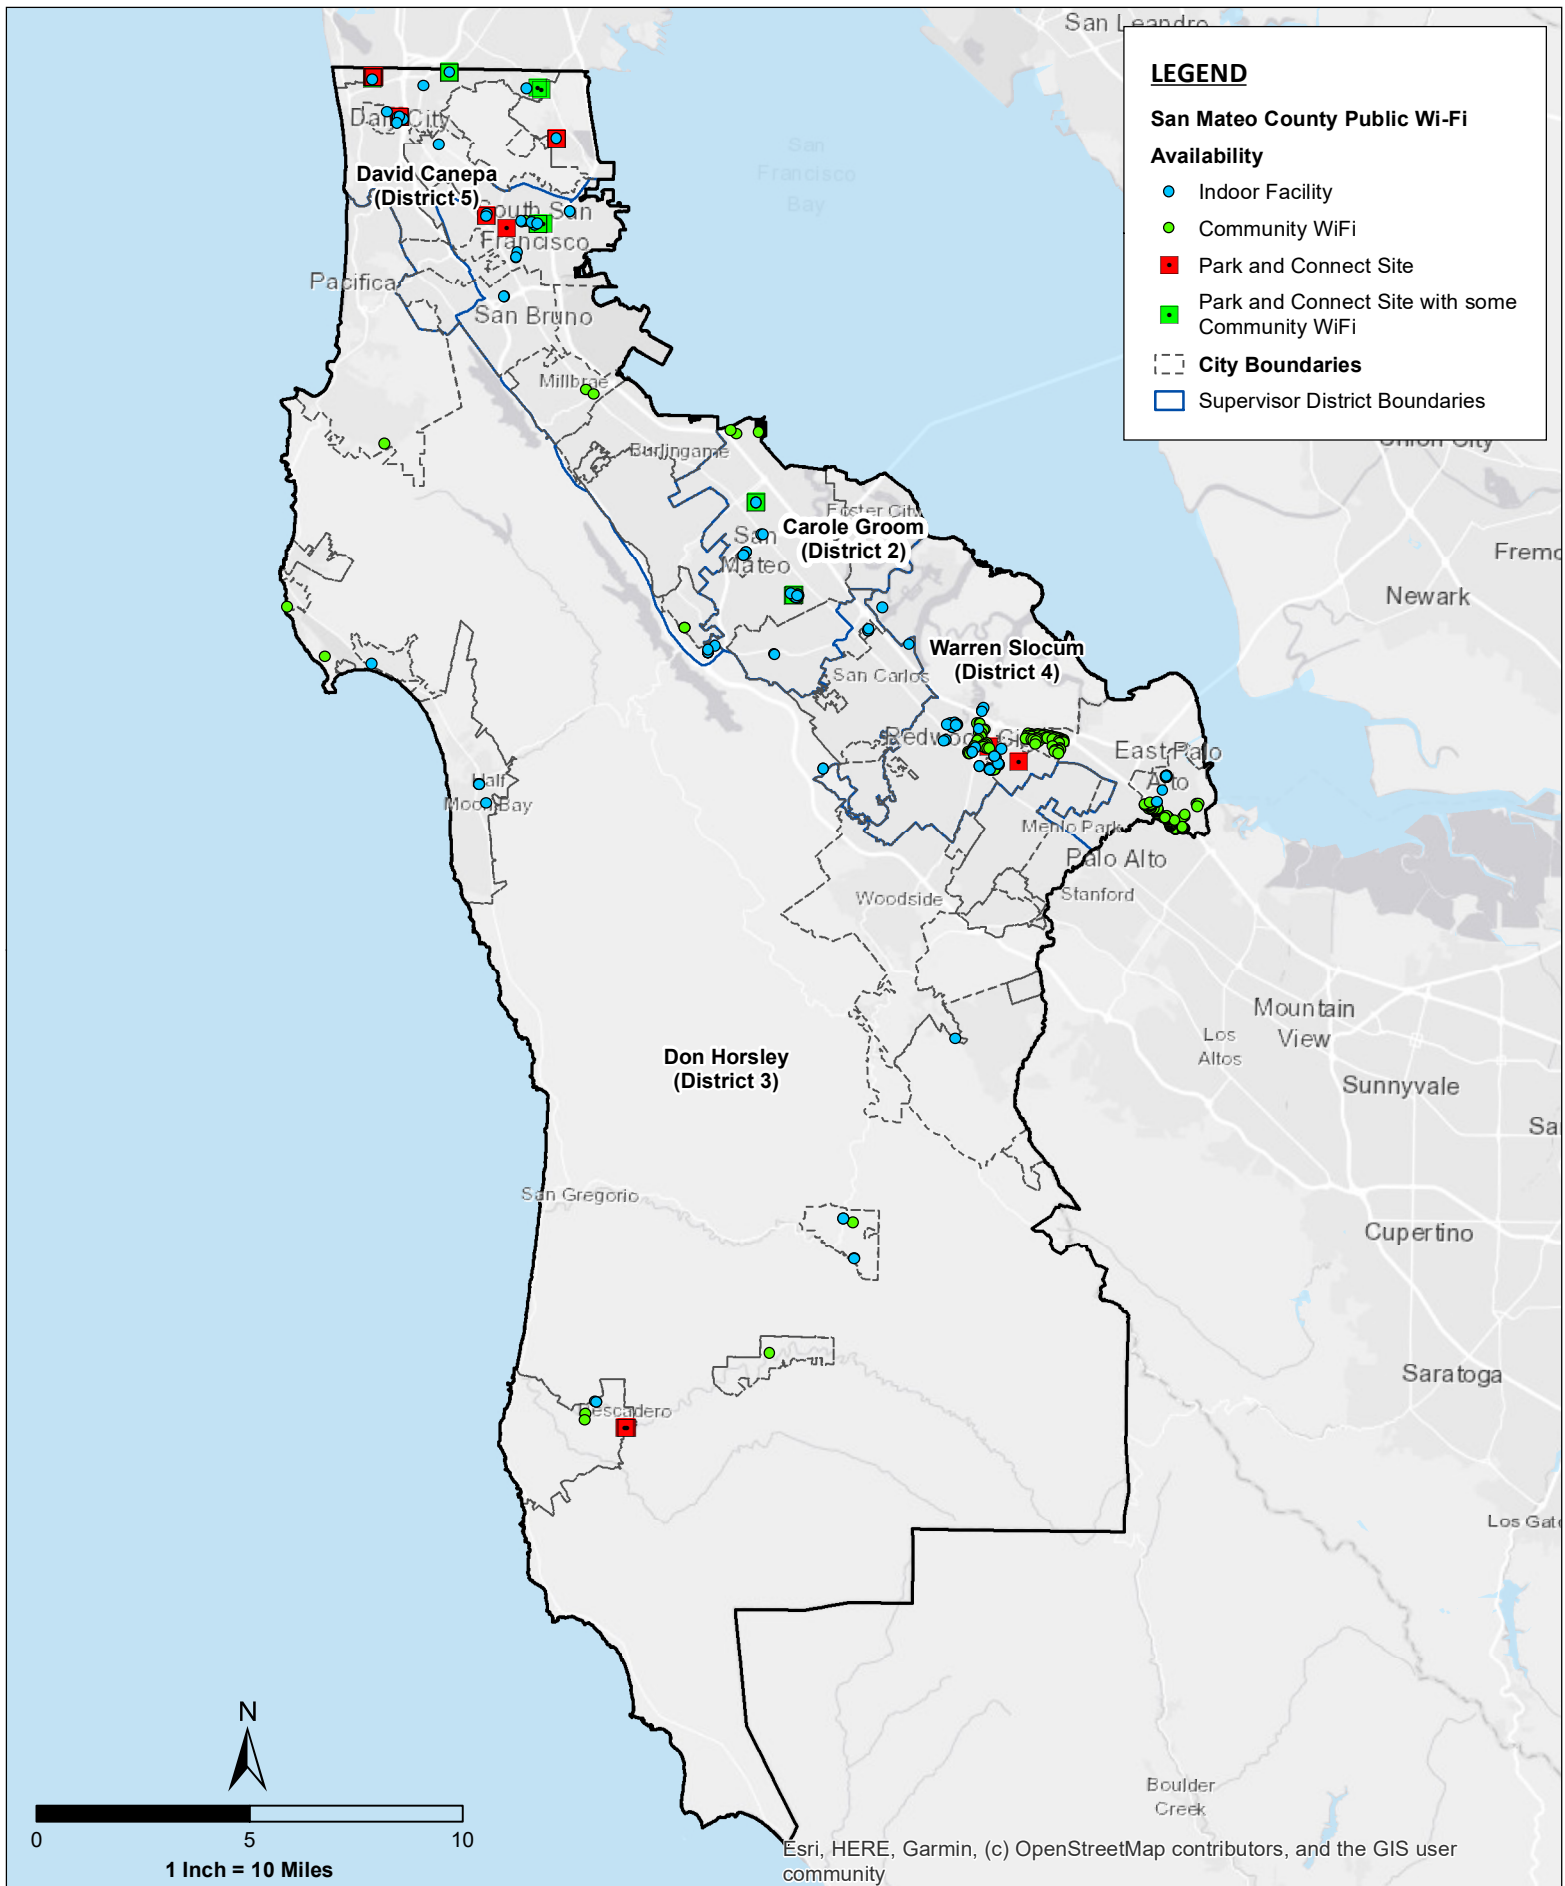 San Leandro
LEGEND
San Mateo County Public Wi-Fi
Availability
Indoor Facility
Community WiFi
Park and Connect Site
Park and Connect Site with some
Community WiFi
City Boundaries
Supervisor District Boundaries
Union City
Daly City
San
Francisco
Bay
David Canepa
(District 5)
South San
Francisco
Pacifica
San Bruno
Millbrae
Burlingame
Foster City
Carole Groom
(District 2)
San
Mateo
Fremo
Newark
Warren Slocum
(District 4)
San Carlos
Redwood City
East Palo
Alto
Half
Moon Bay
Menlo Park
Palo Alto
Stanford
Woodside
Mountain
View
Los
Altos
Don Horsley
(District 3)
Sunnyvale
Sa
San Gregorio
Cupertino
Saratoga
Pescadero
Los Gat
N
Boulder
Creek
0 5 10
1 Inch = 10 Miles
Esri, HERE, Garmin, (c) OpenStreetMap contributors, and the GIS user
community